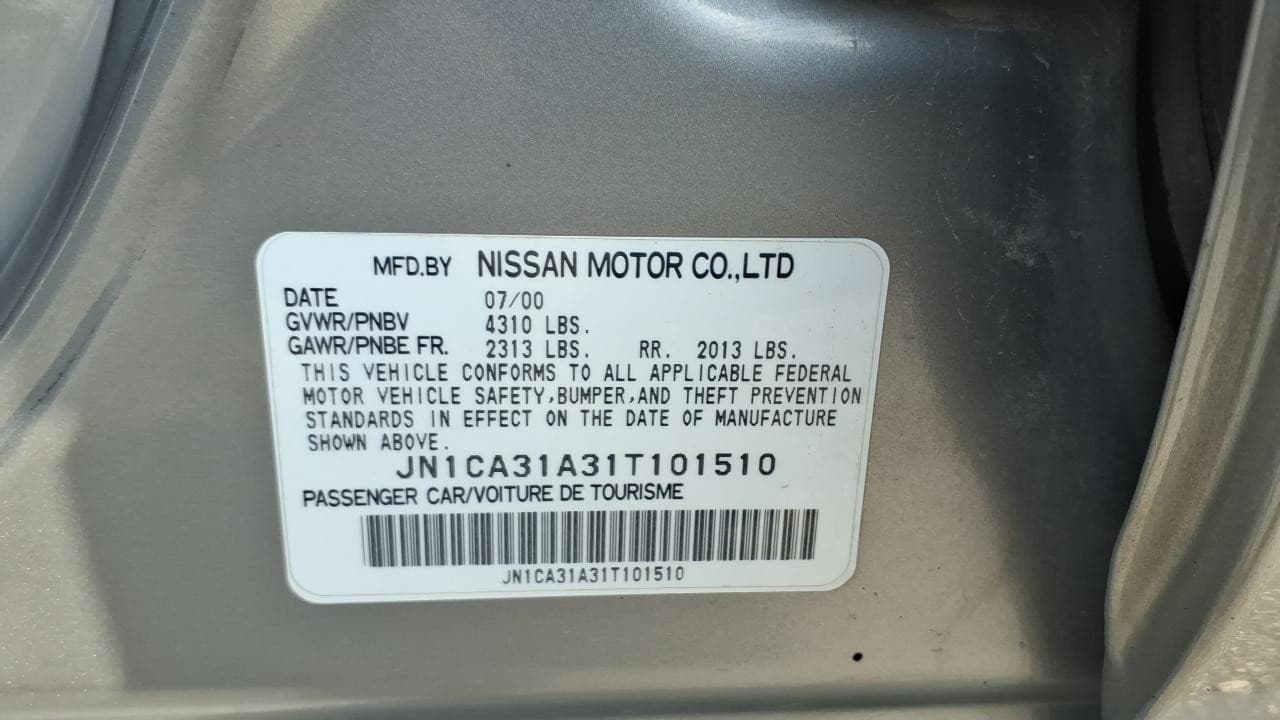 MFD.BY NISSAN MOTOR CO.,LTD
DATE 07/00
GVWR/PNBV 4310 LBS.
GAWR/PNBE FR. 2313 LBS. RR. 2013 LBS.
THIS VEHICLE CONFORMS TO ALL APPLICABLE FEDERAL
MOTOR VEHICLE SAFETY,BUMPER,AND THEFT PREVENTION
STANDARDS IN EFFECT ON THE DATE OF MANUFACTURE
SHOWN ABOVE.
JN1CA31A31T101510
PASSENGER CAR/VOITURE DE TOURISME
JN1CA31A31T101510